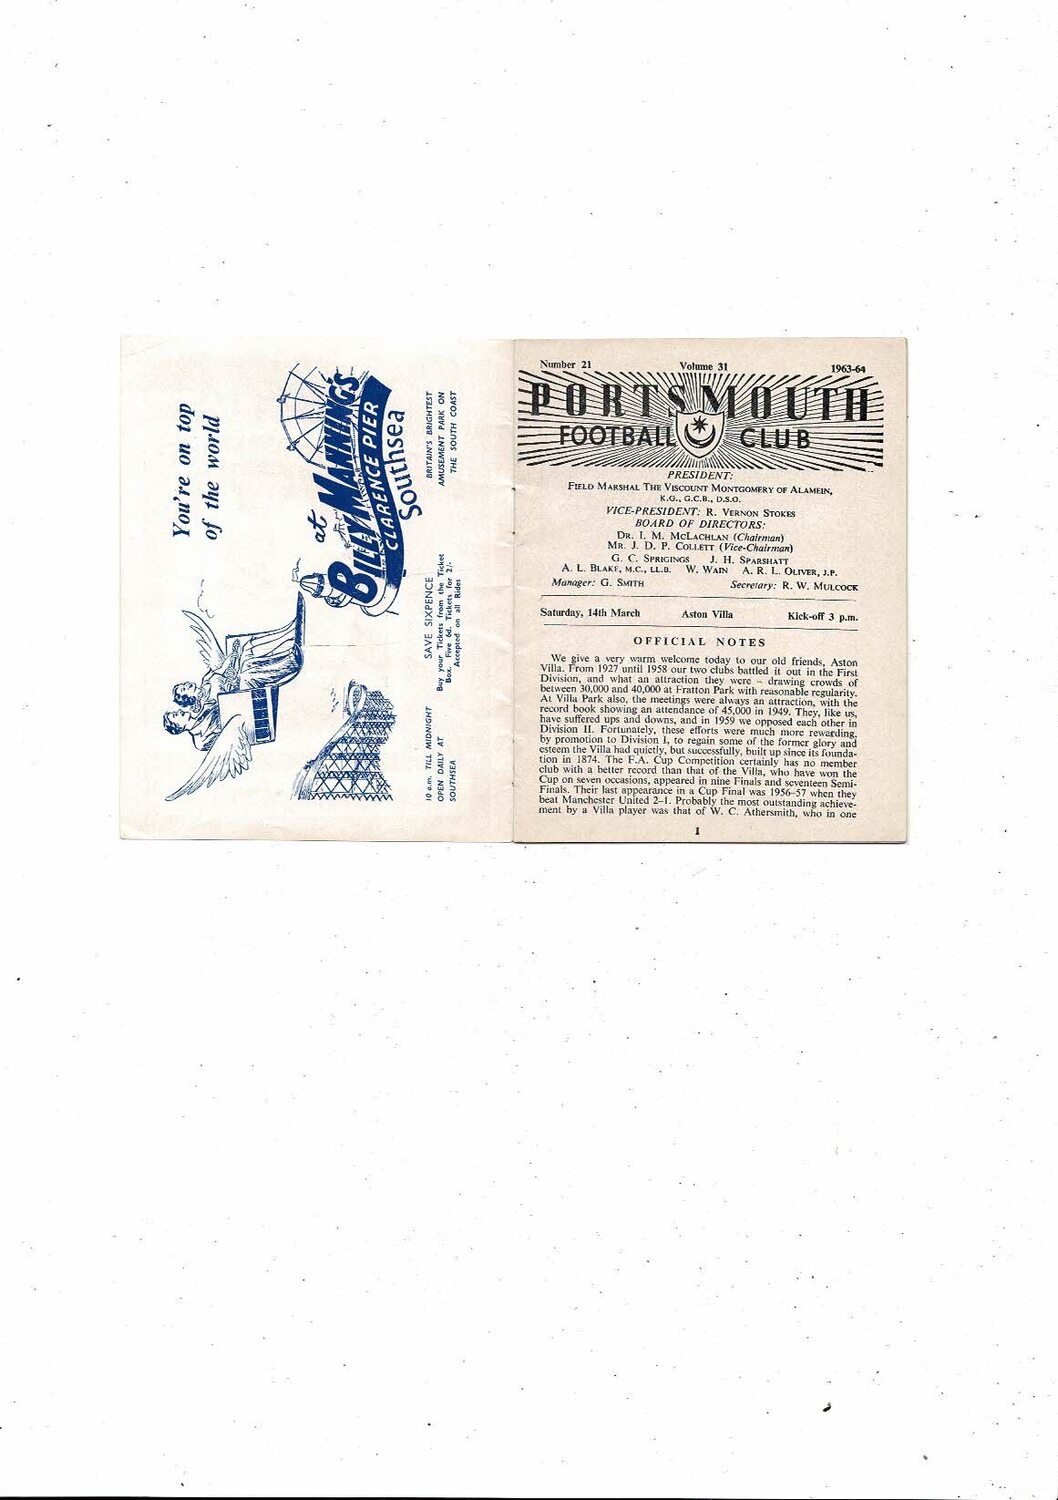 You're on top
of the world
at
BILLY MANNING'S
CLARENCE PIER
Southsea
10 a.m. TILL MIDNIGHT
OPEN DAILY AT
SOUTHSEA
SAVE SIXPENCE
Buy your Tickets from the Ticket
Box. Five 6d. Tickets for 2/-
Accepted on all Rides
BRITAIN'S BRIGHTEST
AMUSEMENT PARK ON
THE SOUTH COAST
Number 21 Volume 31 1963-64
PORTSMOUTH
FOOTBALL CLUB
PRESIDENT:
FIELD MARSHAL THE VISCOUNT MONTGOMERY OF ALAMEIN,
K.G., G.C.B., D.S.O.
VICE-PRESIDENT: R. VERNON STOKES
BOARD OF DIRECTORS:
DR. I. M. MCLACHLAN (Chairman)
MR. J. D. P. COLLETT (Vice-Chairman)
G. C. SPRIGINGS J. H. SPARSHATT
A. L. BLAKE, M.C., LL.B. W. WAIN A. R. L. OLIVER, J.P.
Manager: G. SMITH Secretary: R. W. MULCOCK
Saturday, 14th March Aston Villa Kick-off 3 p.m.
OFFICIAL NOTES
We give a very warm welcome today to our old friends, Aston
Villa. From 1927 until 1958 our two clubs battled it out in the First
Division, and what an attraction they were – drawing crowds of
between 30,000 and 40,000 at Fratton Park with reasonable regularity.
At Villa Park also, the meetings were always an attraction, with the
record book showing an attendance of 45,000 in 1949. They, like us,
have suffered ups and downs, and in 1959 we opposed each other in
Division II. Fortunately, these efforts were much more rewarding,
by promotion to Division I, to regain some of the former glory and
esteem the Villa had quietly, but successfully, built up since its founda-
tion in 1874. The F.A. Cup Competition certainly has no member
club with a better record than that of the Villa, who have won the
Cup on seven occasions, appeared in nine Finals and seventeen Semi-
Finals. Their last appearance in a Cup Final was 1956–57 when they
beat Manchester United 2–1. Probably the most outstanding achieve-
ment by a Villa player was that of W. C. Athersmith, who in one
1